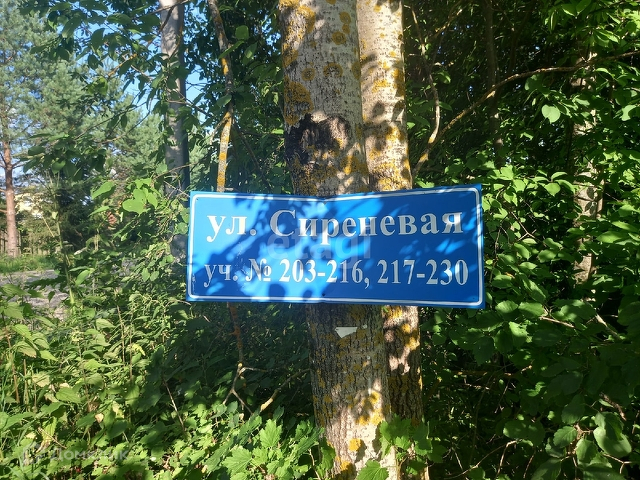 ул. Сиреневая
уч. № 203-216, 217-230